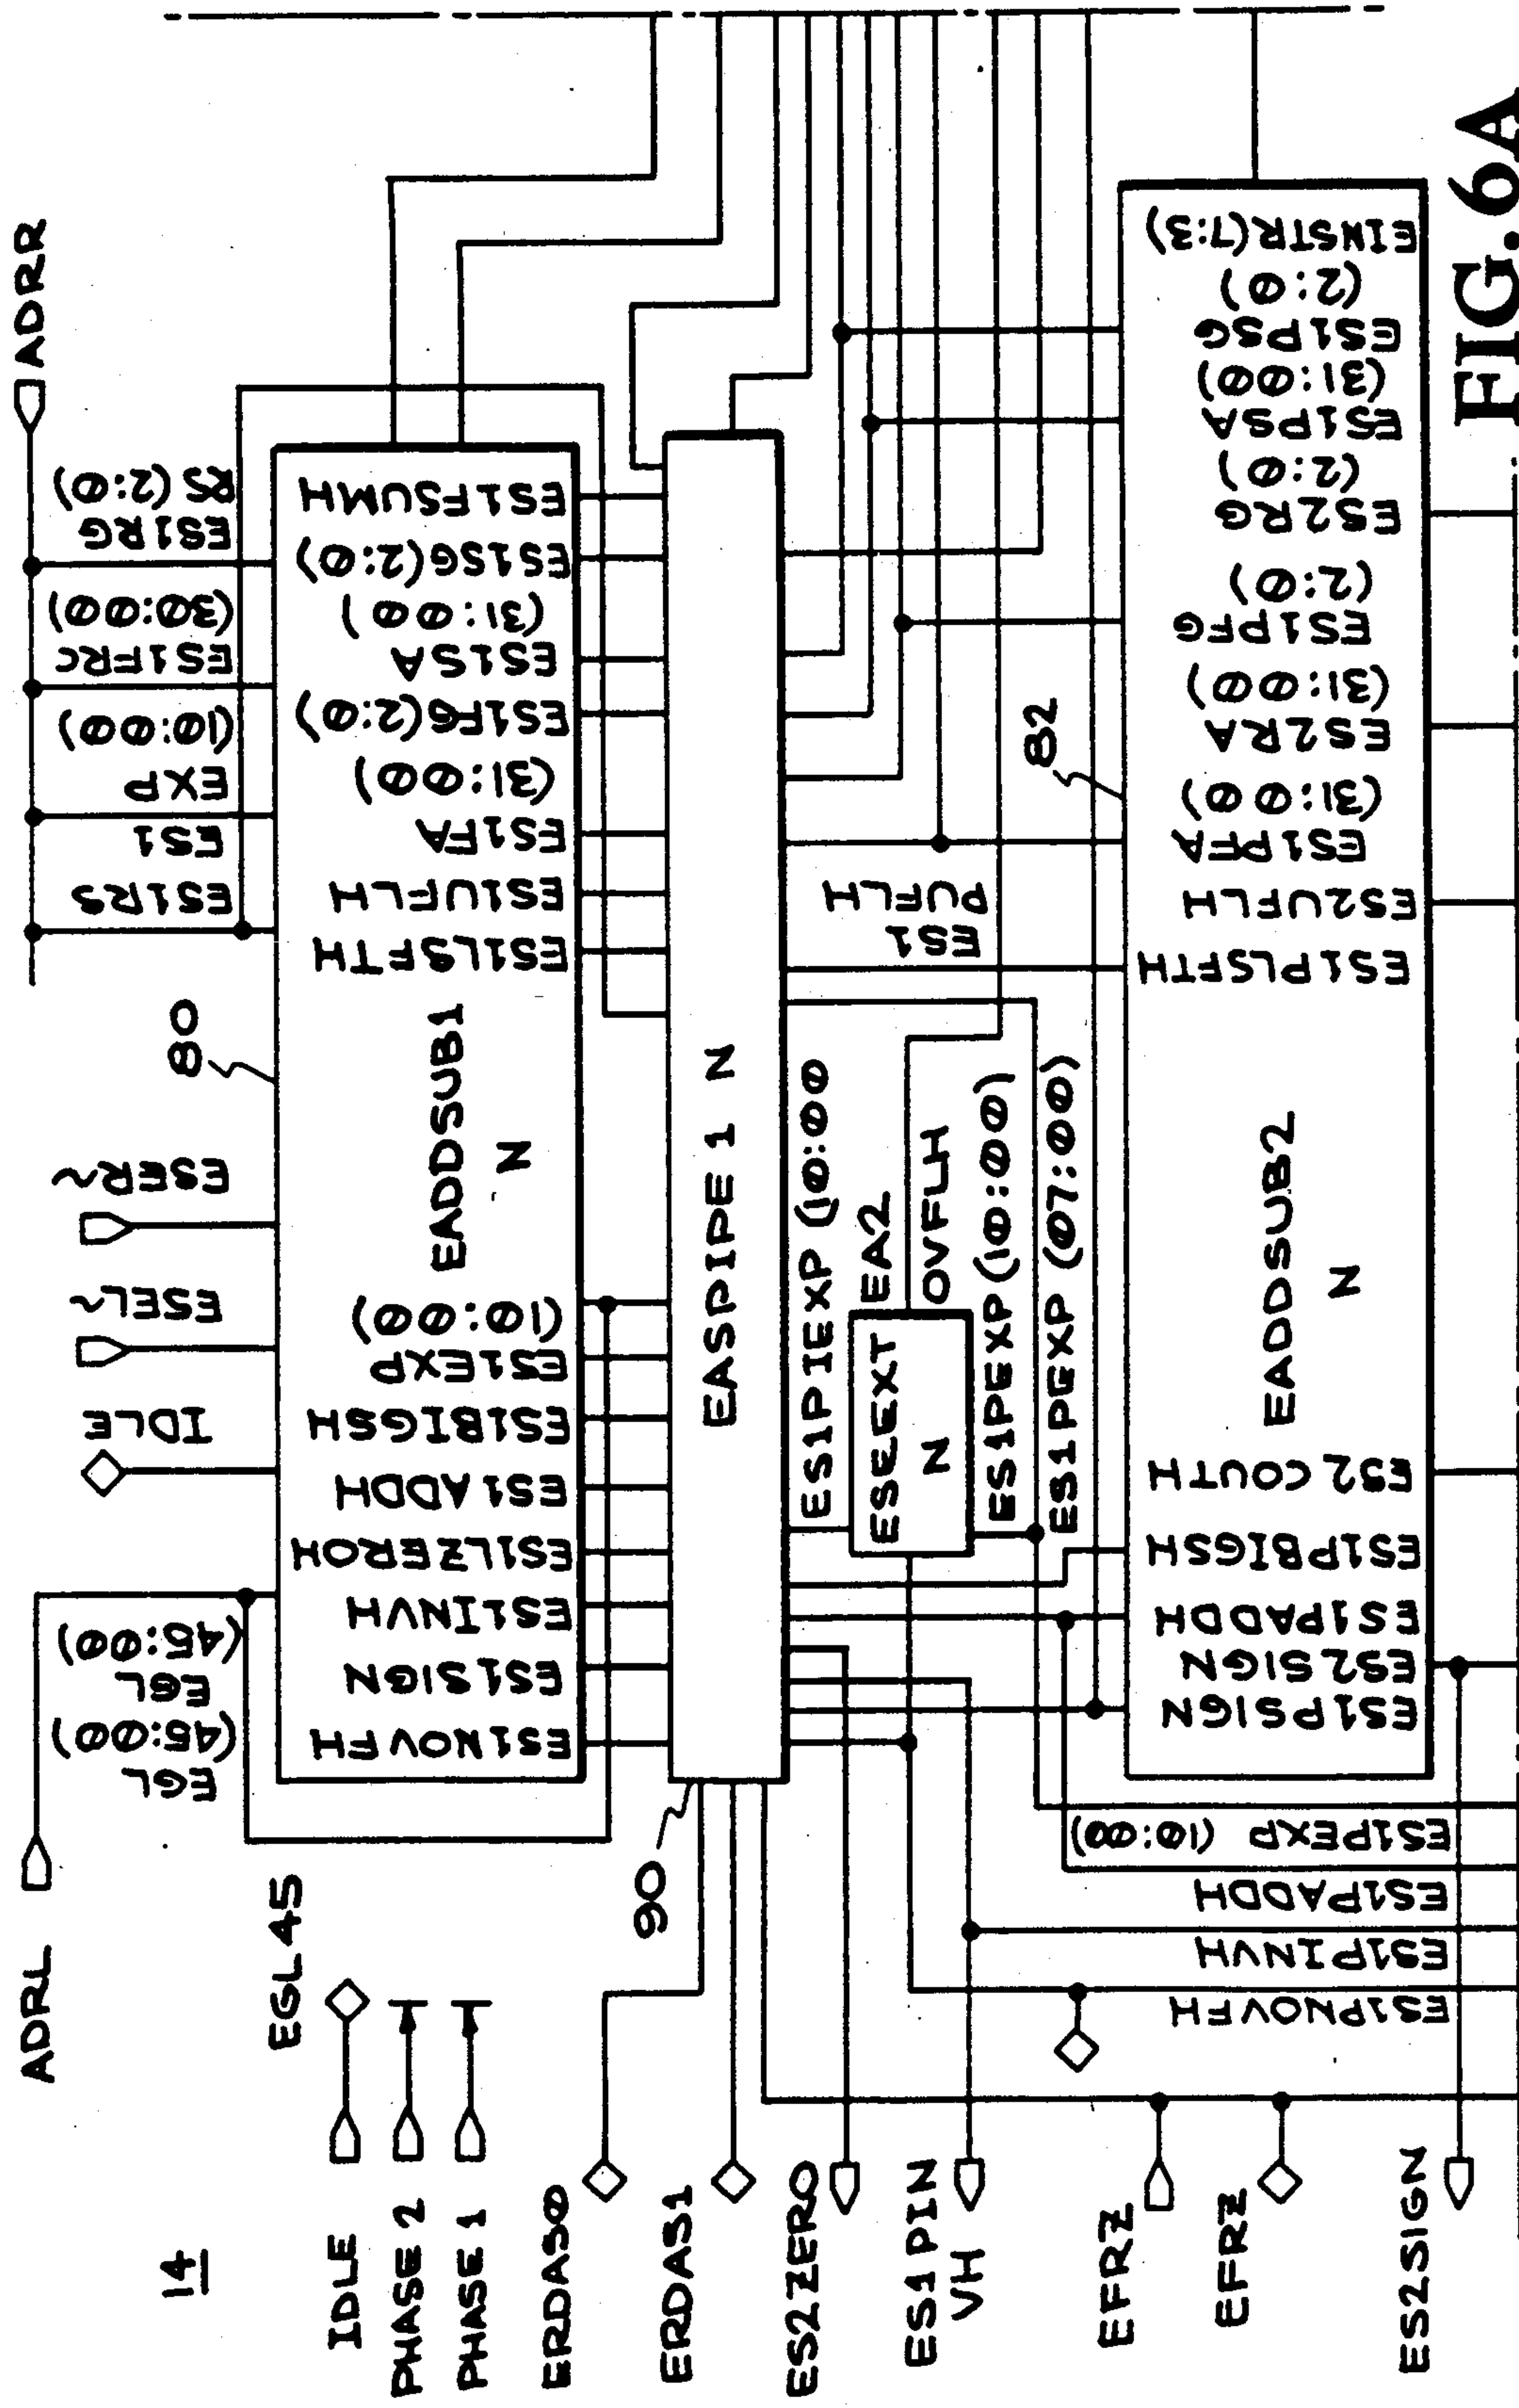 ADRL
ADRR
EGL
(45:00)
EGL
(45:00)
IDLE
ESEL~
ESER~
80
ES1RS
ES1
EXP
(10:00)
ES1FRC
(30:00)
ES1RG
RS (2:0)
14
EGL45
IDLE
PHASE 2
PHASE 1
ES1NOVFH
ES1SIGN
ES1INVH
ES1LZEROH
ES1ADDH
ES1BIGSH
ES1EXP
(10:00)
EADDSUB1
N
ES1LSFTH
ES1UFLH
ES1FA
(31:00)
ES1FG(2:0)
ES1SA
(31:00)
ES1SG(2:0)
ES1FSUMH
ERDAS0
ERDAS1
90
EASPIPE 1 N
ES2ZERO
ES1PIN
VH
ES1PIEXP (10:00
ESEEXT
N
EA2
OVFLH
ES1
PUFLH
ES1PEXP(10:00)
ES1PEXP (07:00)
82
EFRZ
EFRZ
ES2SIGN
ES1PNOVFH
ES1PINVH
ES1PADDH
ES1PEXP (10:00)
ES1PSIGN
ES2SIGN
ES1PADDH
ES1PBIGSH
ES2 COUTH
EADDSUB2
N
ES1PLSFTH
ES2UFLH
ES1PFA
(31:00)
ES2RA
(31:00)
ES1PFG
(2:0)
ES2RG
(2:0)
ES1PSA
(31:00)
ES1PSG
(2:0)
EINSTR(7:3)
FIG. 6A